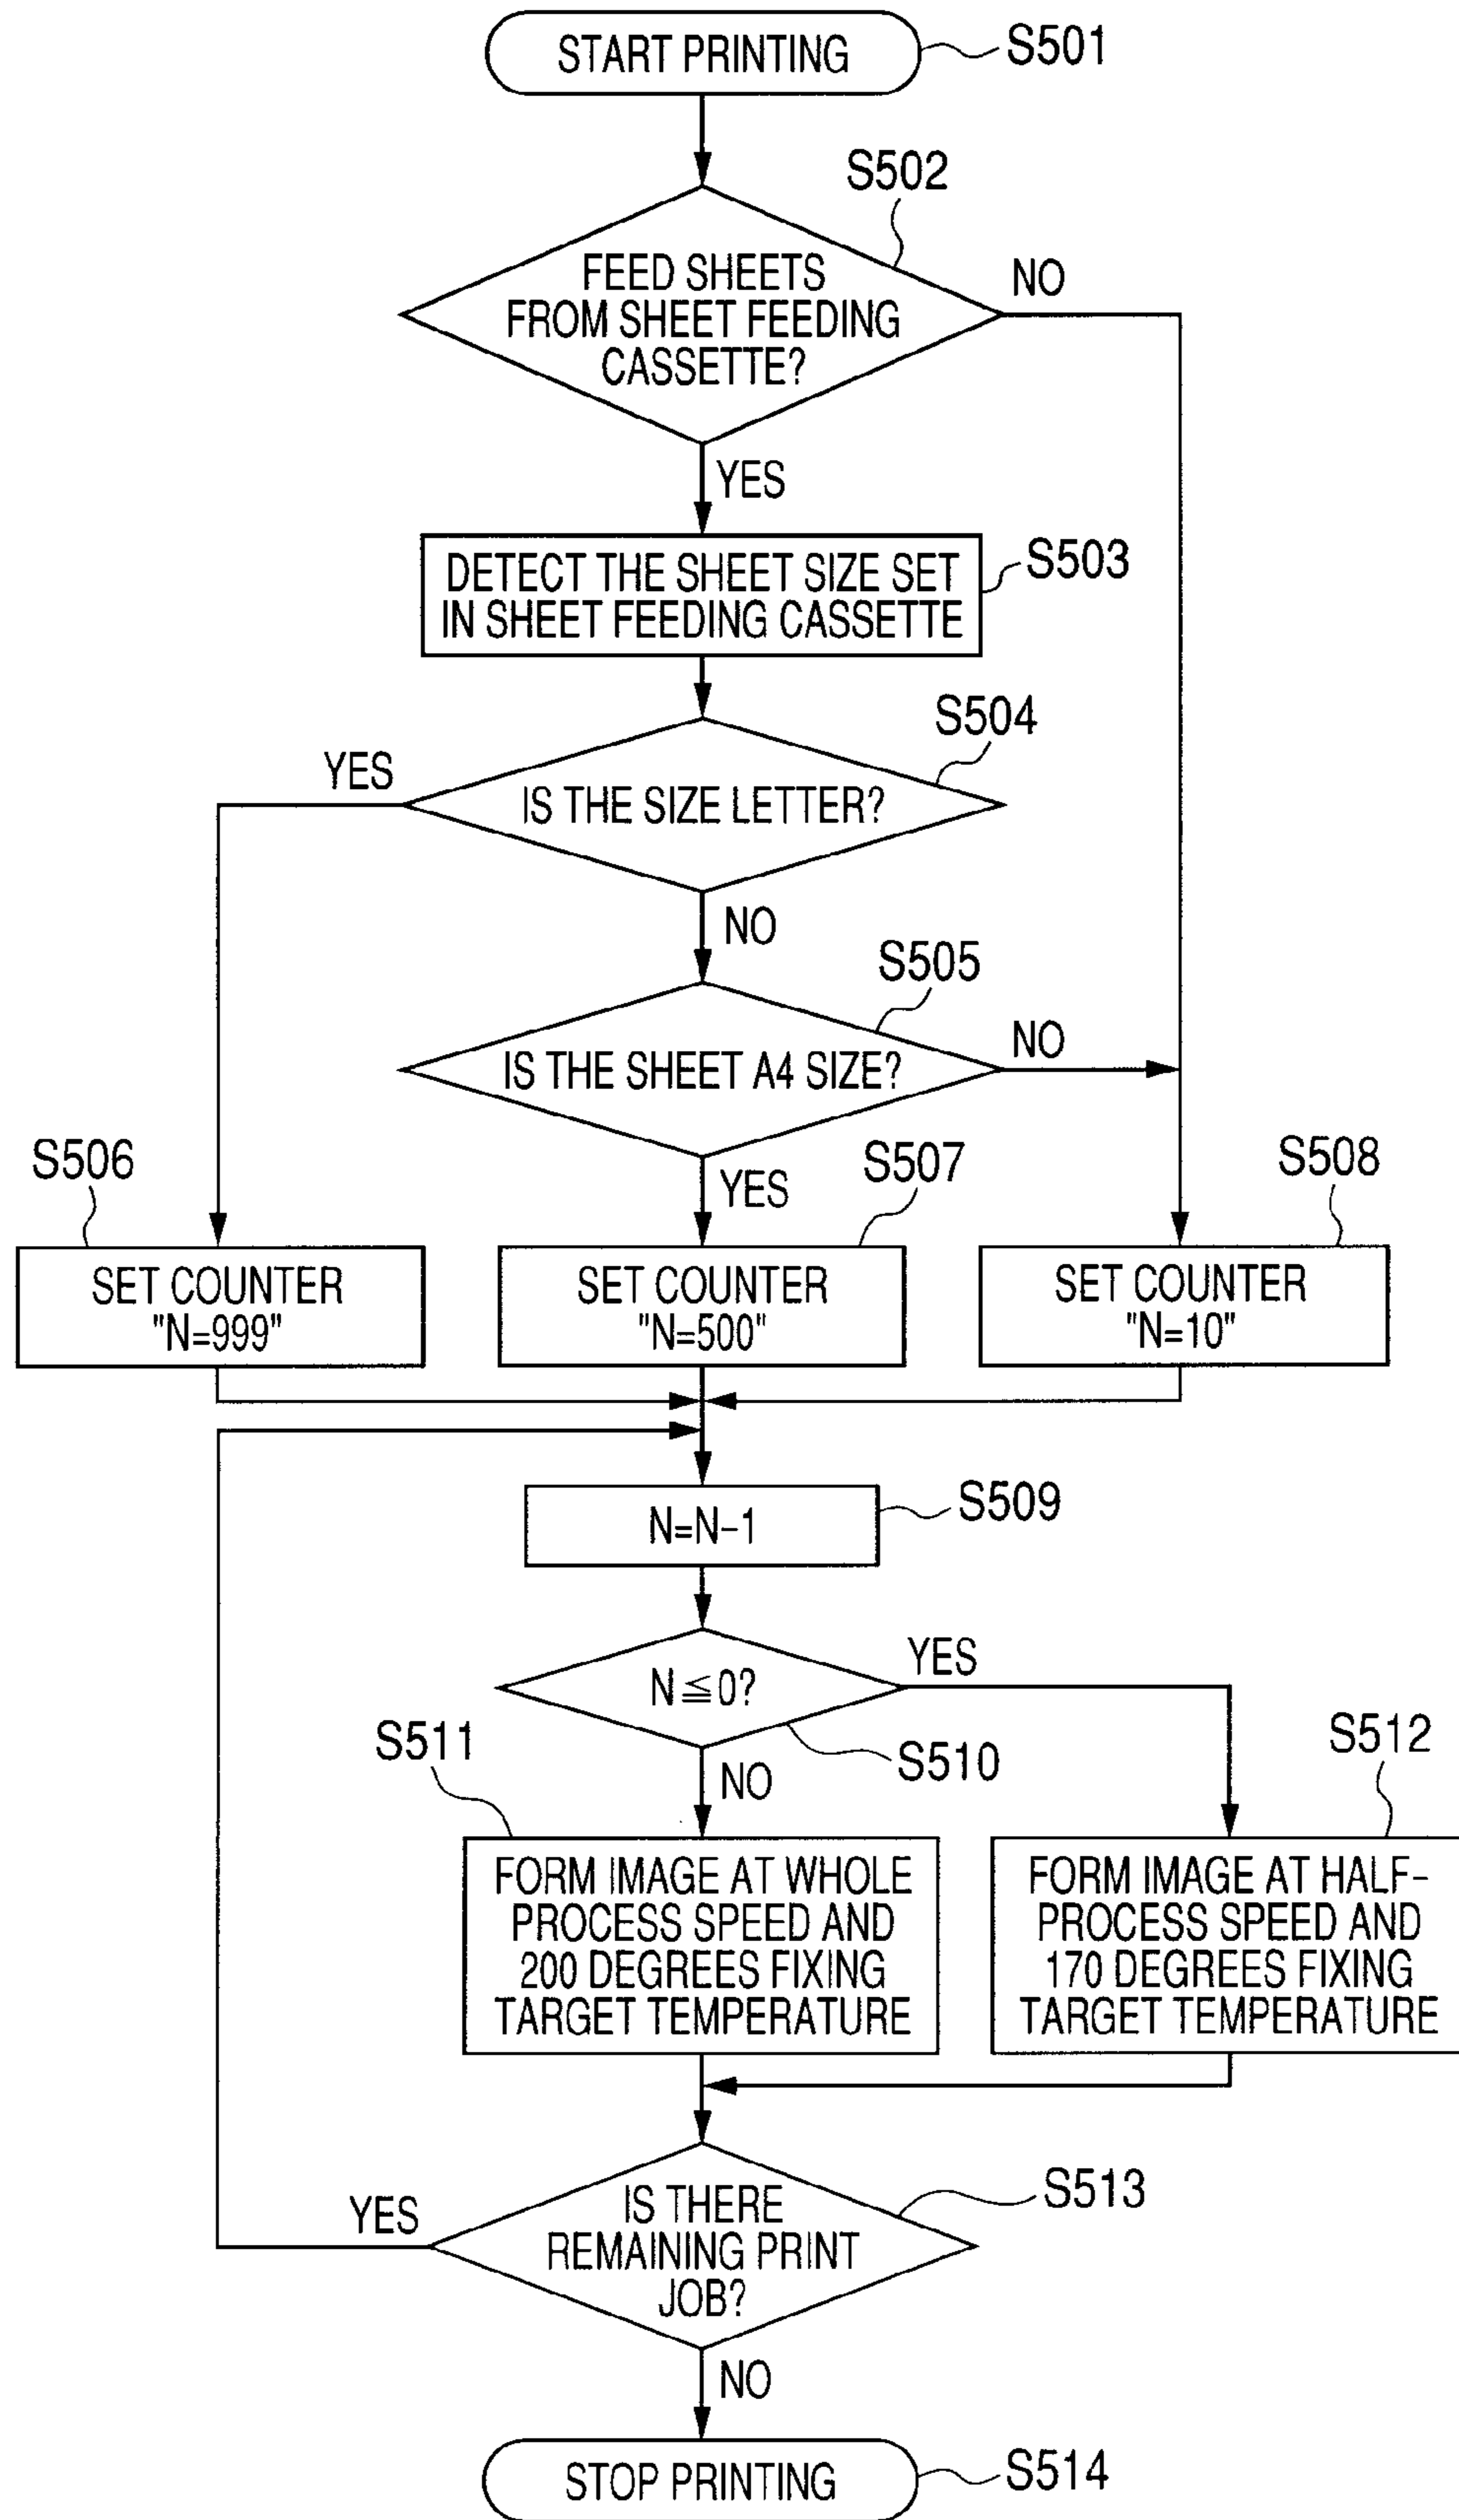 START PRINTING
S501
S502
FEED SHEETS
FROM SHEET FEEDING
CASSETTE?
NO
YES
DETECT THE SHEET SIZE SET
IN SHEET FEEDING CASSETTE
S503
S504
YES
IS THE SIZE LETTER?
NO
S505
IS THE SHEET A4 SIZE?
NO
YES
S506
SET COUNTER
"N=999"
S507
SET COUNTER
"N=500"
S508
SET COUNTER
"N=10"
N=N-1
S509
N≦0?
YES
S510
NO
S511
FORM IMAGE AT WHOLE
PROCESS SPEED AND
200 DEGREES FIXING
TARGET TEMPERATURE
S512
FORM IMAGE AT HALF-
PROCESS SPEED AND
170 DEGREES FIXING
TARGET TEMPERATURE
S513
YES
IS THERE
REMAINING PRINT
JOB?
NO
STOP PRINTING
S514